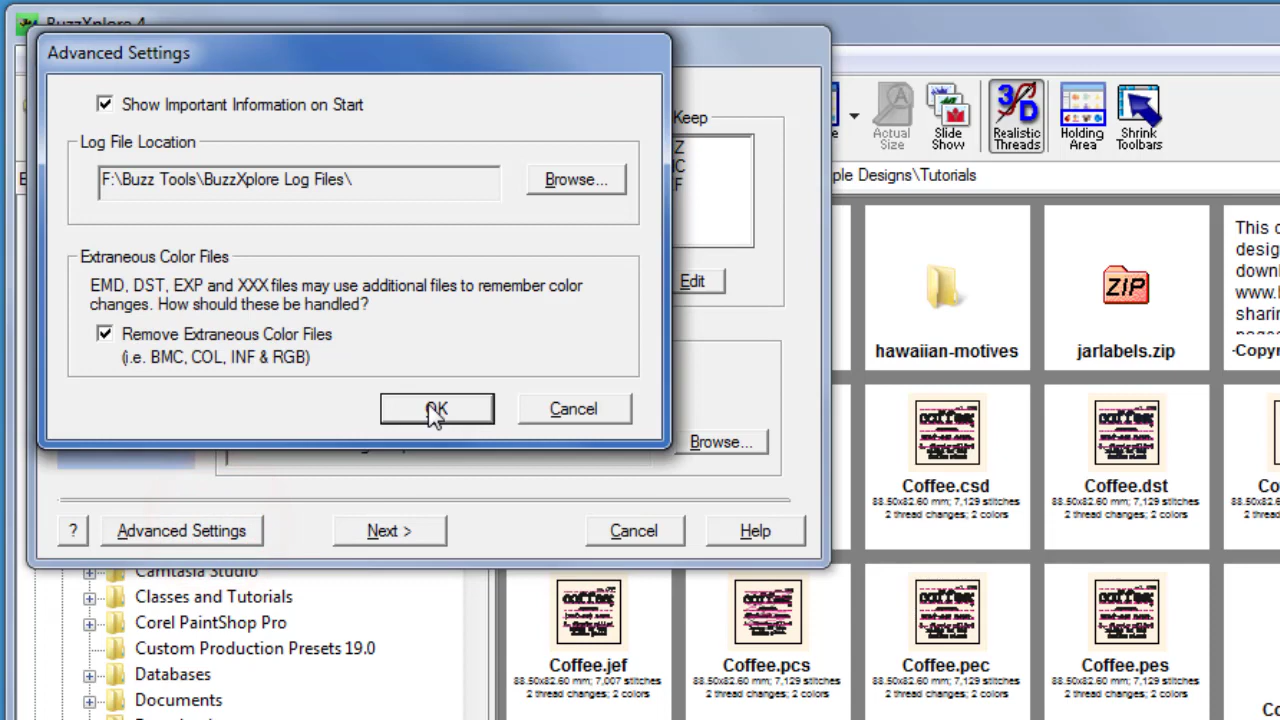 BuzzXplore 4
Advanced Settings
Show Important Information on Start
Log File Location
F:\Buzz Tools\BuzzXplore Log Files\
Browse...
Extraneous Color Files
EMD, DST, EXP and XXX files may use additional files to remember color
changes. How should these be handled?
Remove Extraneous Color Files
(i.e. BMC, COL, INF & RGB)
OK
Cancel
Keep
Edit
Browse...
?
Advanced Settings
Next >
Cancel
Help
Actual
Size
Slide
Show
3D
Realistic
Threads
Holding
Area
Shrink
Toolbars
ple Designs\Tutorials
hawaiian-motives
ZIP
jarlabels.zip
This c
desig
downl
www.
sharin
-Copyr
Coffee.csd
88.50x82.60 mm; 7,129 stitches
2 thread changes; 2 colors
Coffee.dst
88.50x82.60 mm; 7,129 stitches
2 thread changes; 2 colors
Camtasia Studio
Classes and Tutorials
Corel PaintShop Pro
Custom Production Presets 19.0
Databases
Documents
Coffee.jef
88.50x82.60 mm; 7,007 stitches
2 thread changes; 2 colors
Coffee.pcs
88.50x82.60 mm; 7,129 stitches
2 thread changes; 2 colors
Coffee.pec
88.50x82.60 mm; 7,129 stitches
2 thread changes; 2 colors
Coffee.pes
88.50x82.60 mm; 7,129 stitches
2 thread changes; 2 colors